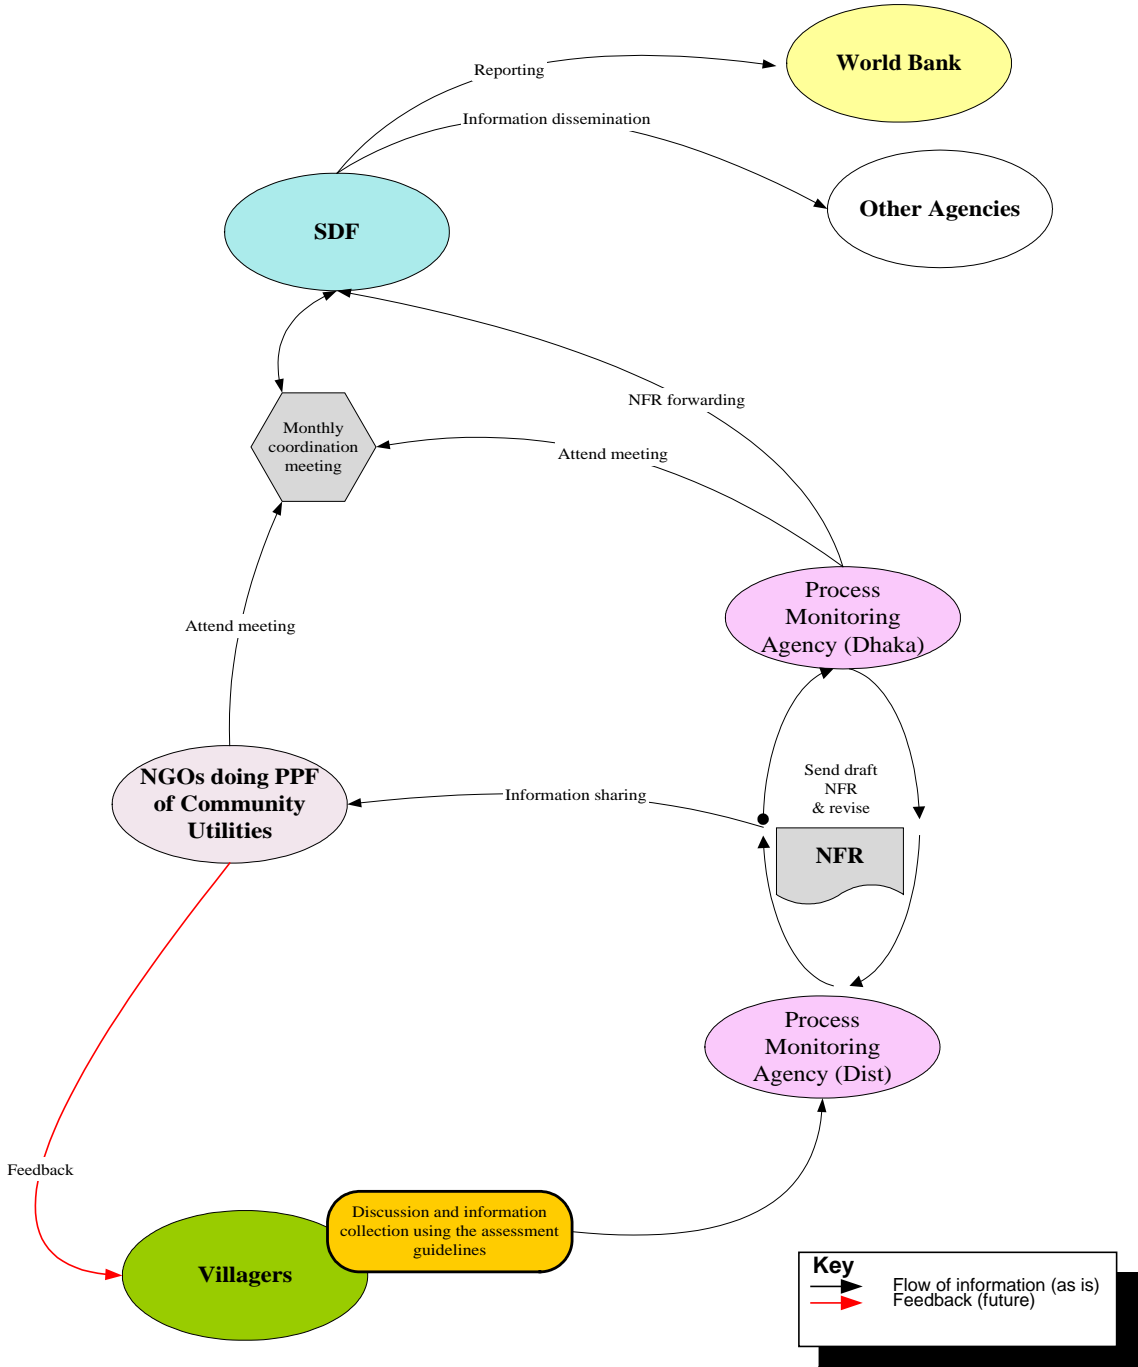 Reporting
World Bank
Information dissemination
Other Agencies
SDF
NFR forwarding
Monthly
coordination
meeting
Attend meeting
Process
Monitoring
Agency (Dhaka)
Attend meeting
NGOs doing PPF
of Community
Utilities
Information sharing
Send draft
NFR
& revise
NFR
Process
Monitoring
Agency (Dist)
Feedback
Discussion and information
collection using the assessment
guidelines
Villagers
Key
Flow of information (as is)
Feedback (future)